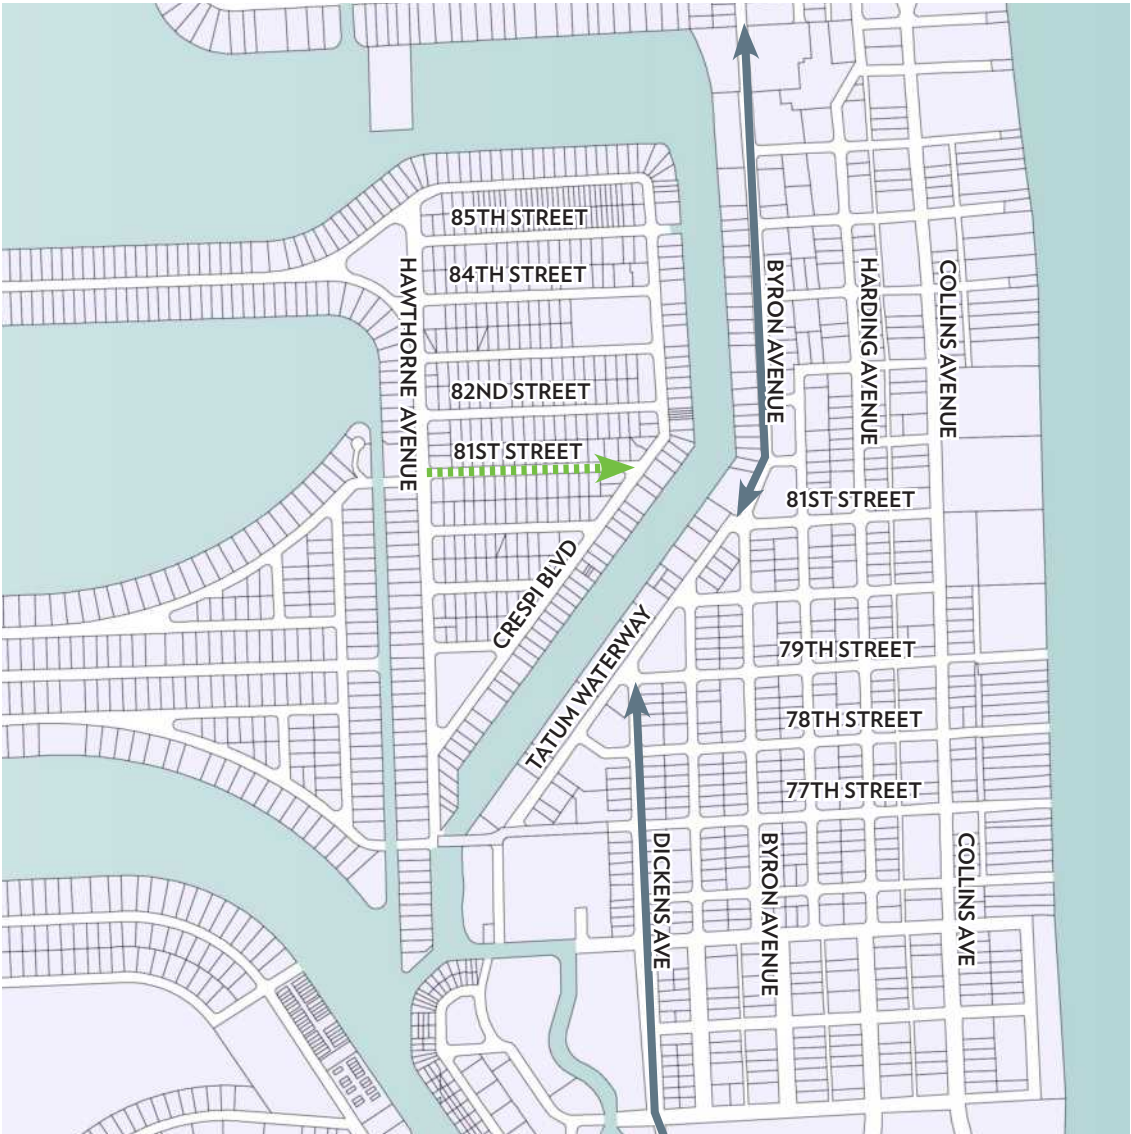 85TH STREET
84TH STREET
HAWTHORNE AVENUE
BYRON AVENUE
HARDING AVENUE
COLLINS AVENUE
82ND STREET
81ST STREET
81ST STREET
CRESPI BLVD
TATUM WATERWAY
79TH STREET
78TH STREET
77TH STREET
DICKENS AVE
BYRON AVENUE
COLLINS AVE